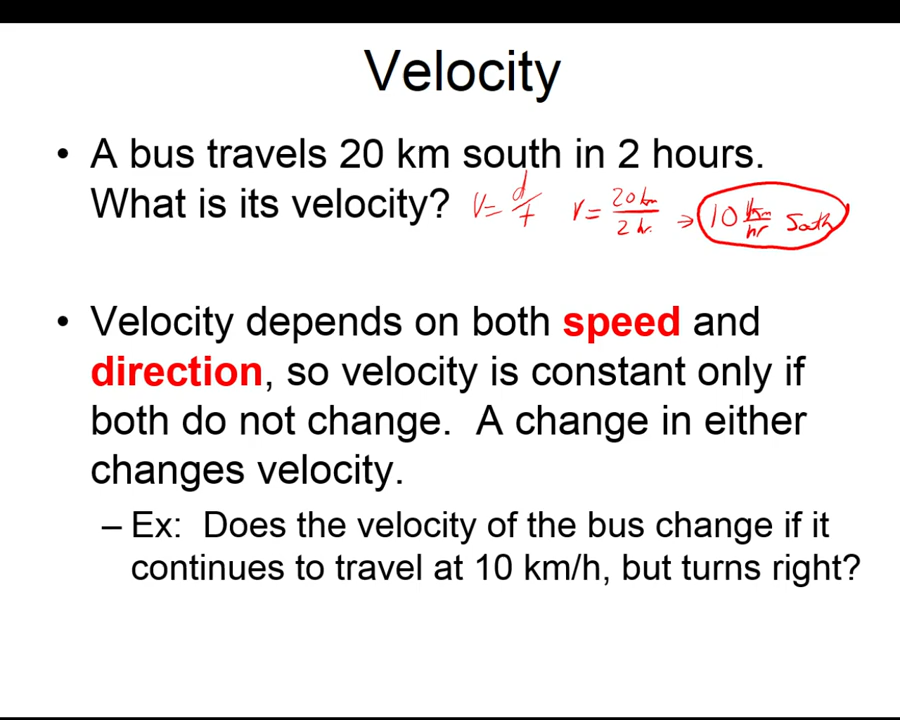 Velocity
• A bus travels 20 km south in 2 hours.
What is its velocity? v = d/t v = 20 km/2 hr. → 10 km/hr South
• Velocity depends on both speed and
direction, so velocity is constant only if
both do not change. A change in either
changes velocity.
– Ex: Does the velocity of the bus change if it
continues to travel at 10 km/h, but turns right?